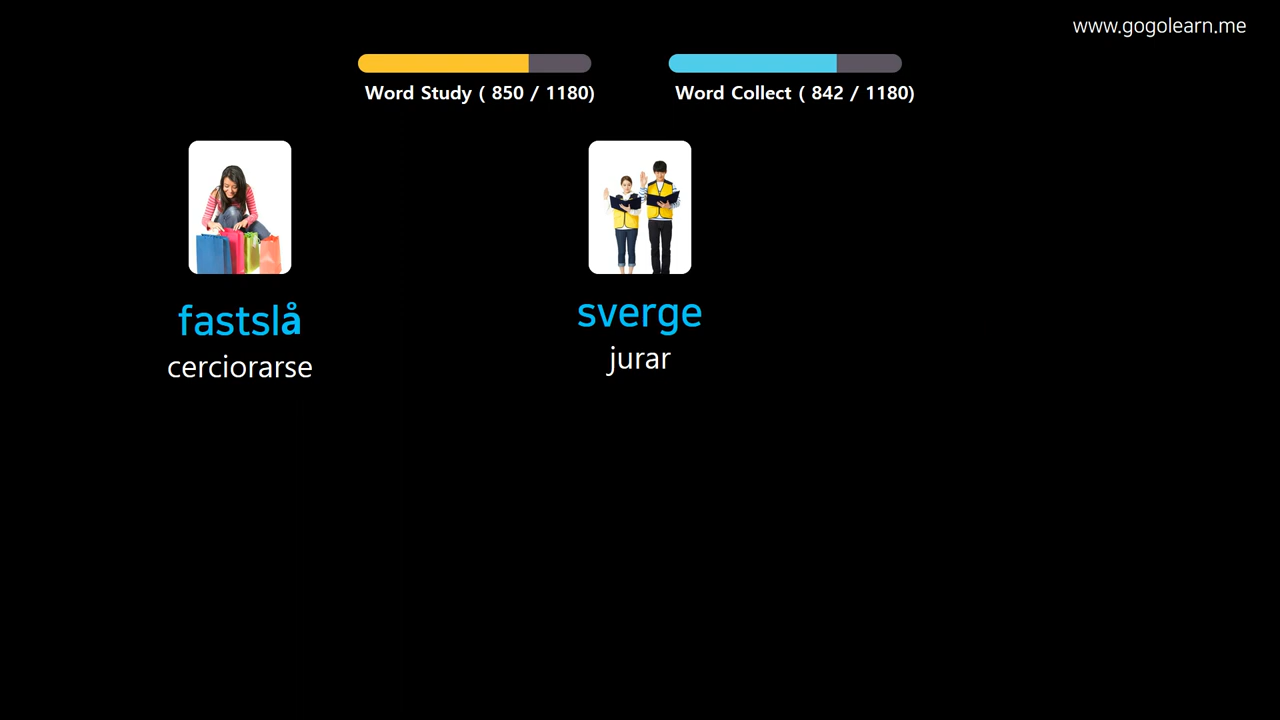 www.gogolearn.me
Word Study ( 850 / 1180)
Word Collect ( 842 / 1180)
fastslå
cerciorarse
sverge
jurar